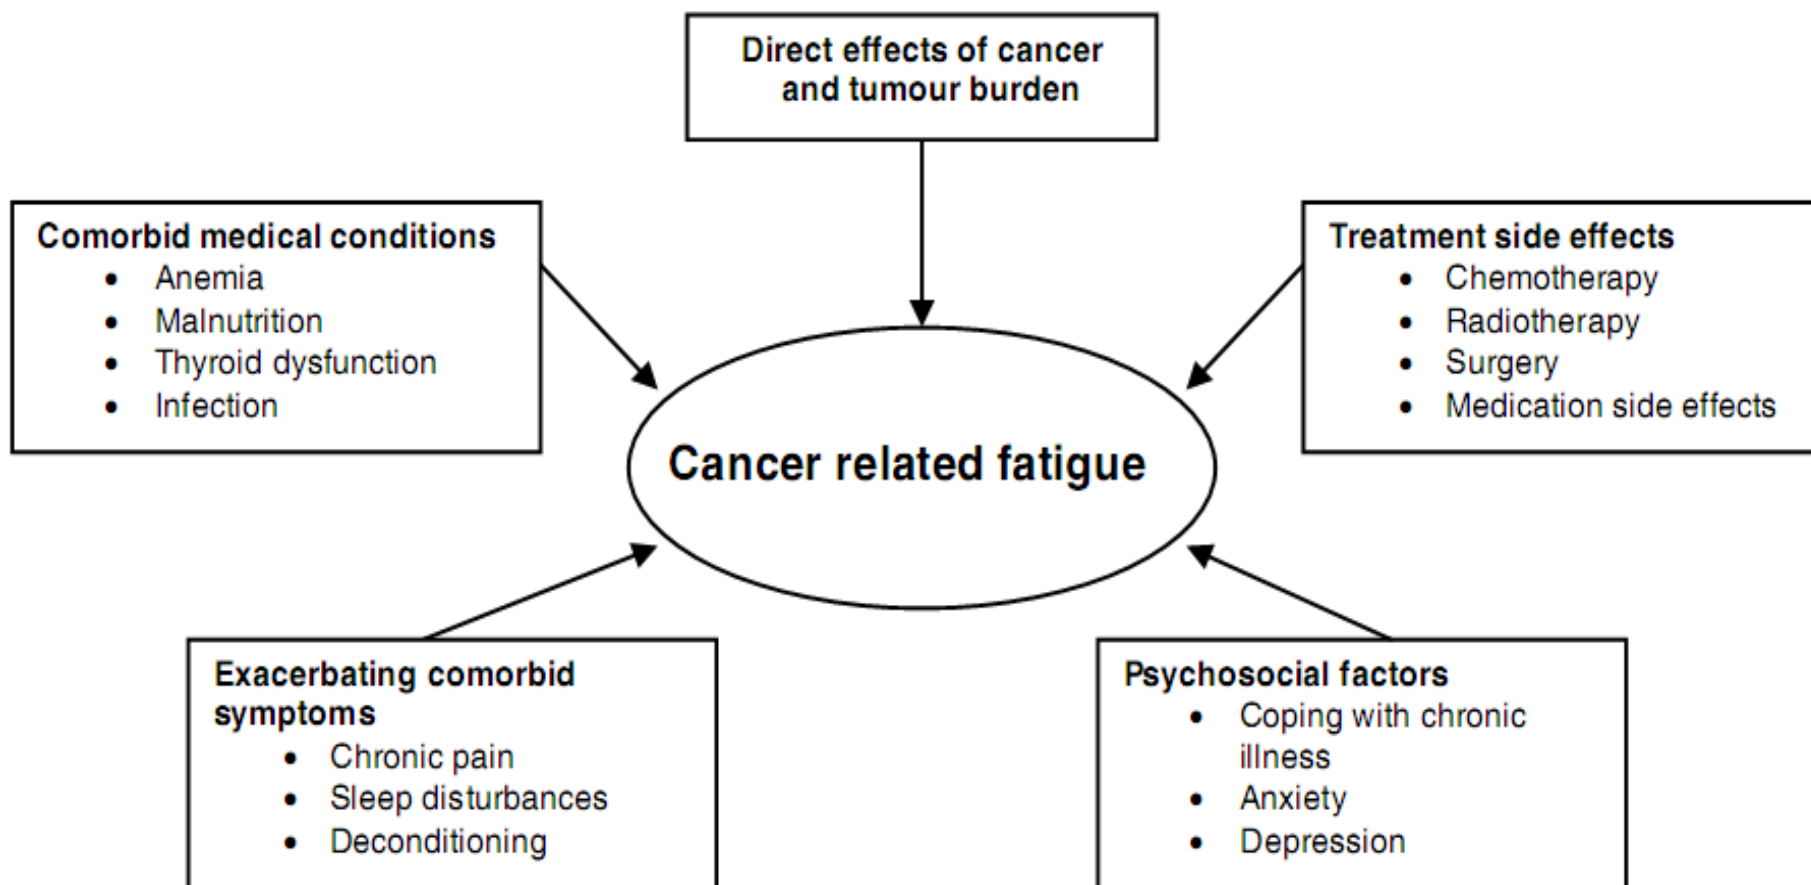 Direct effects of cancer
and tumour burden
Comorbid medical conditions
• Anemia
• Malnutrition
• Thyroid dysfunction
• Infection
Treatment side effects
• Chemotherapy
• Radiotherapy
• Surgery
• Medication side effects
Cancer related fatigue
Exacerbating comorbid
symptoms
• Chronic pain
• Sleep disturbances
• Deconditioning
Psychosocial factors
• Coping with chronic
illness
• Anxiety
• Depression